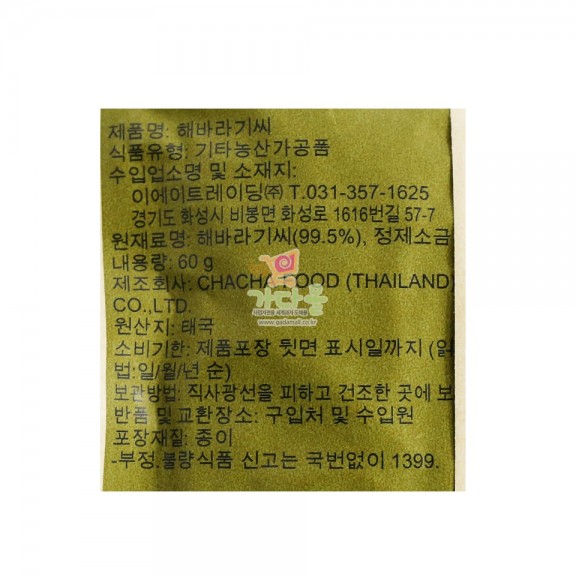 제품명: 해바라기씨
식품유형: 기타농산가공품
수입업소명 및 소재지:
이에이트레이딩㈜ T.031-357-1625
경기도 화성시 비봉면 화성로 1616번길 57-7
원재료명: 해바라기씨(99.5%), 정제소금
내용량: 60 g
제조회사: CHACHA FOOD (THAILAND)
CO.,LTD.
가다몰
www.gadamall.co.kr
원산지: 태국
소비기한: 제품포장 뒷면 표시일까지 (읽
법:일/월/년 순)
보관방법: 직사광선을 피하고 건조한 곳에 보
반품 및 교환장소: 구입처 및 수입원
포장재질: 종이
-부정.불량식품 신고는 국번없이 1399.